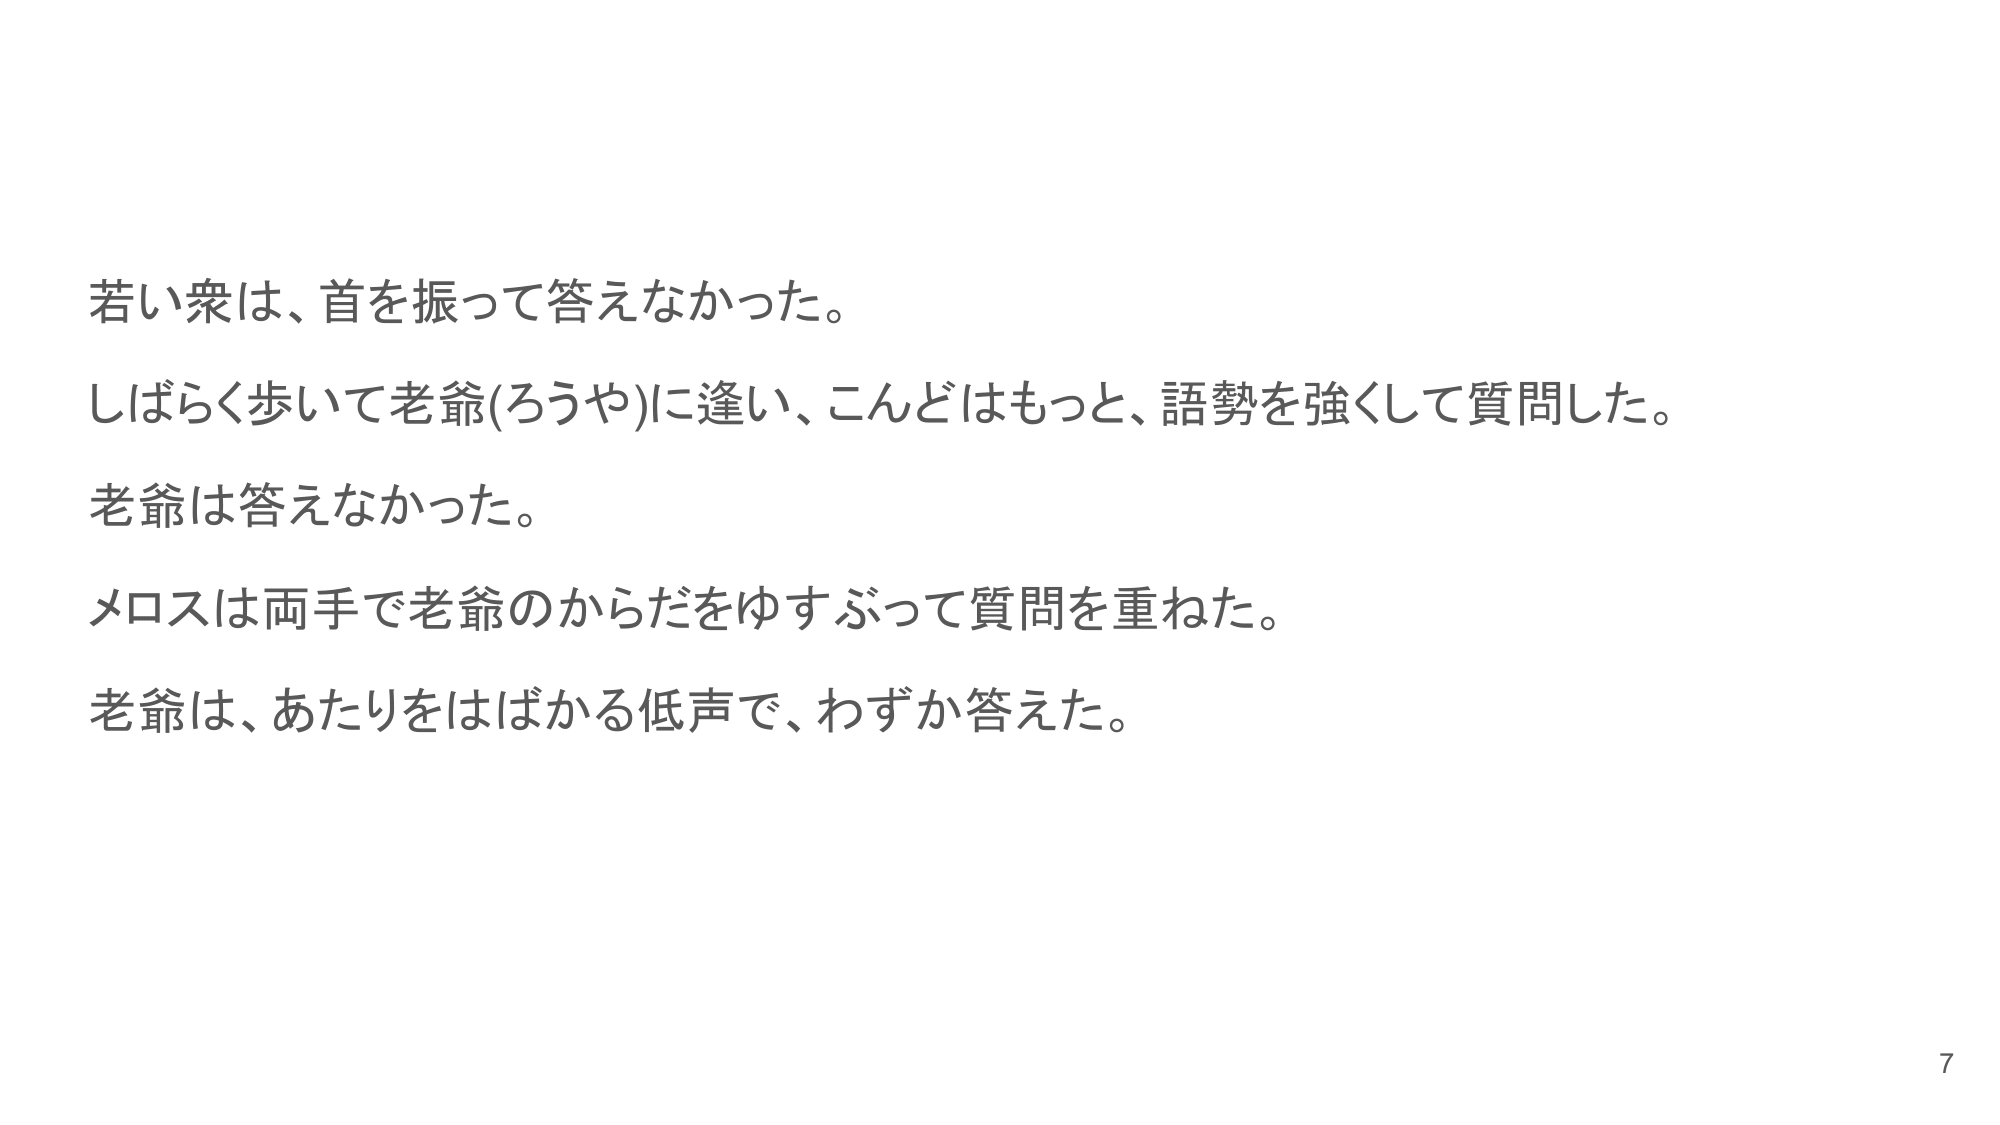 若い衆は、首を振って答えなかった。
しばらく歩いて老爺(ろうや)に逢い、こんどはもっと、語勢を強くして質問した。
老爺は答えなかった。
メロスは両手で老爺のからだをゆすぶって質問を重ねた。
老爺は、あたりをはばかる低声で、わずか答えた。
7